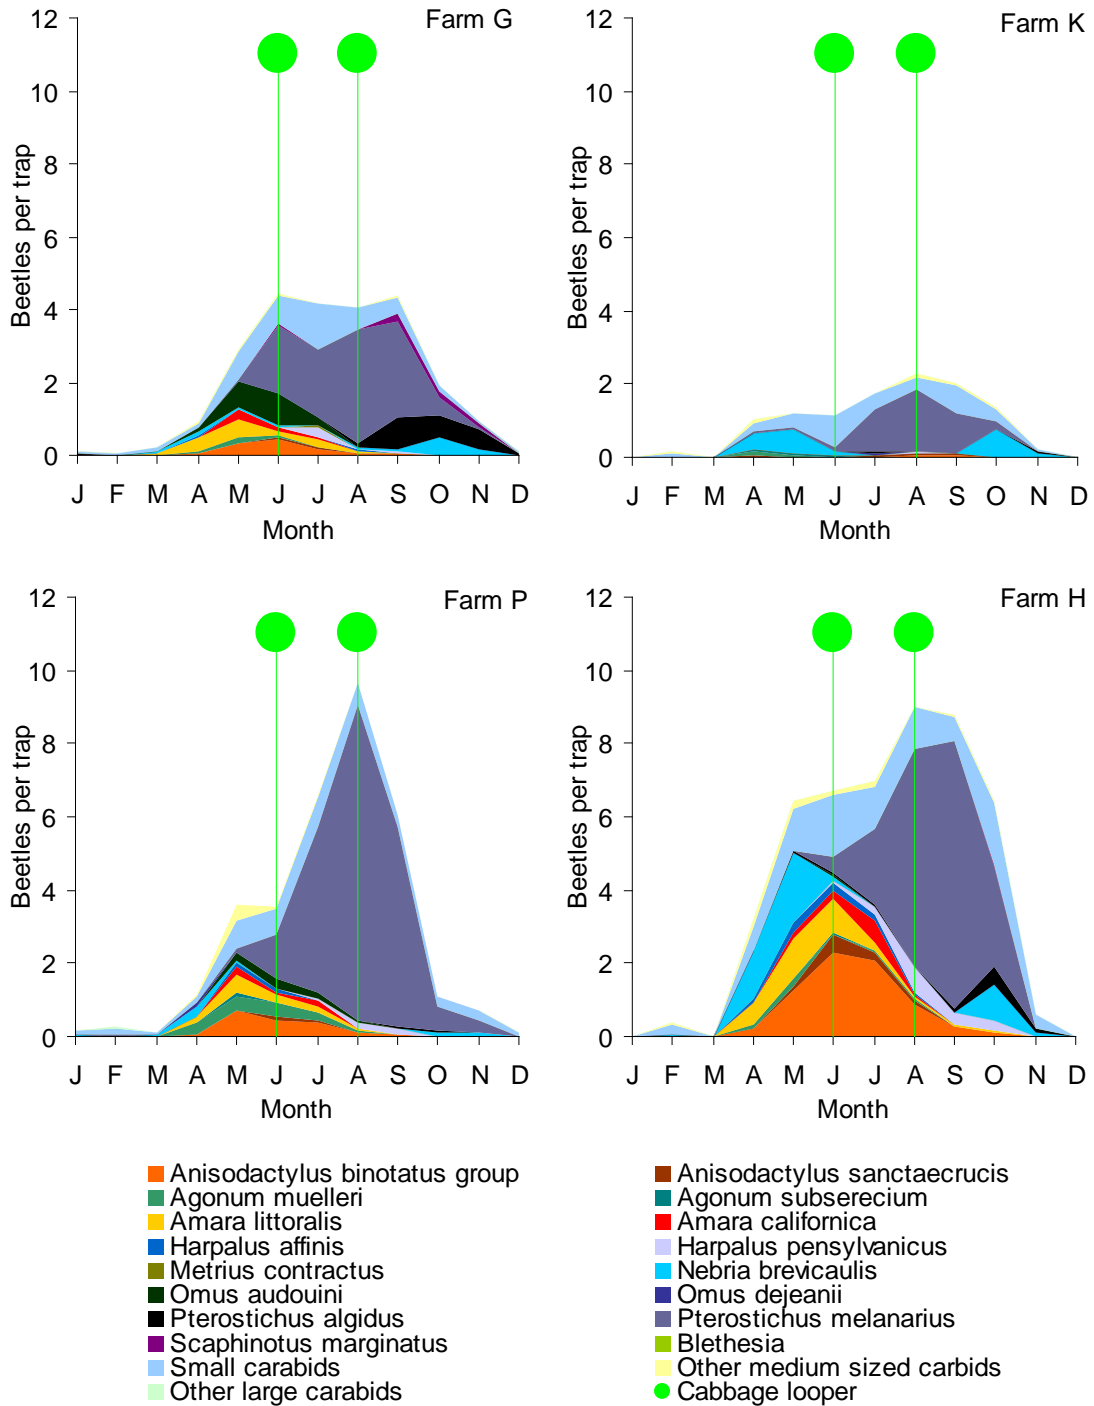 Farm G
12
10
8
6
4
2
0
Beetles per trap
J F M A M J J A S O N D
Month
Farm K
12
10
8
6
4
2
0
Beetles per trap
J F M A M J J A S O N D
Month
Farm P
12
10
8
6
4
2
0
Beetles per trap
J F M A M J J A S O N D
Month
Farm H
12
10
8
6
4
2
0
Beetles per trap
J F M A M J J A S O N D
Month
Anisodactylus binotatus group
Agonum muelleri
Amara littoralis
Harpalus affinis
Metrius contractus
Omus audouini
Pterostichus algidus
Scaphinotus marginatus
Small carabids
Other large carabids
Anisodactylus sanctaecrucis
Agonum subserecium
Amara californica
Harpalus pensylvanicus
Nebria brevicaulis
Omus dejeanii
Pterostichus melanarius
Blethesia
Other medium sized carbids
Cabbage looper